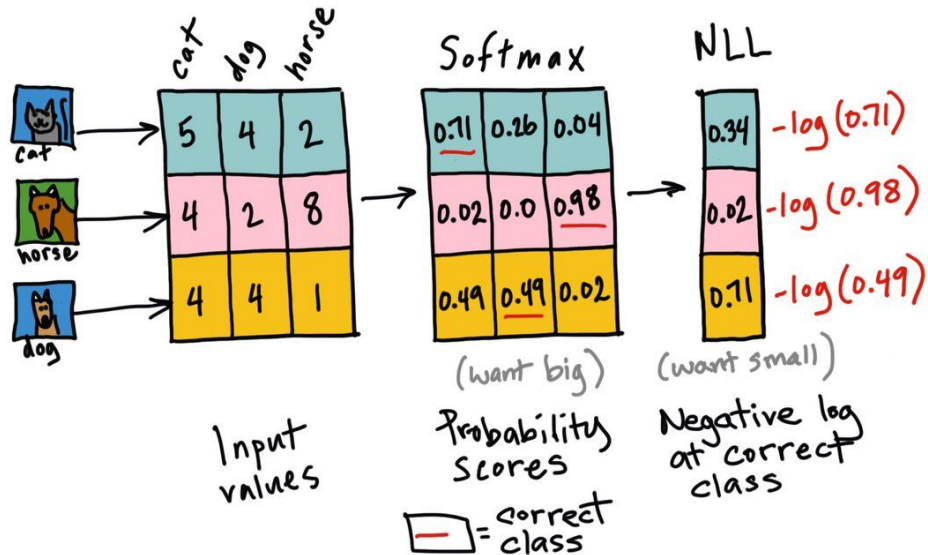 cat dog horse
Softmax
NLL
cat
5 4 2
0.71 0.26 0.04
0.34
-log(0.71)
horse
4 2 8
0.02 0.0 0.98
0.02
-log(0.98)
dog
4 4 1
0.49 0.49 0.02
0.71
-log(0.49)
(want big)
(want small)
Input
values
Probability
scores
Negative log
at correct
class
= correct
class